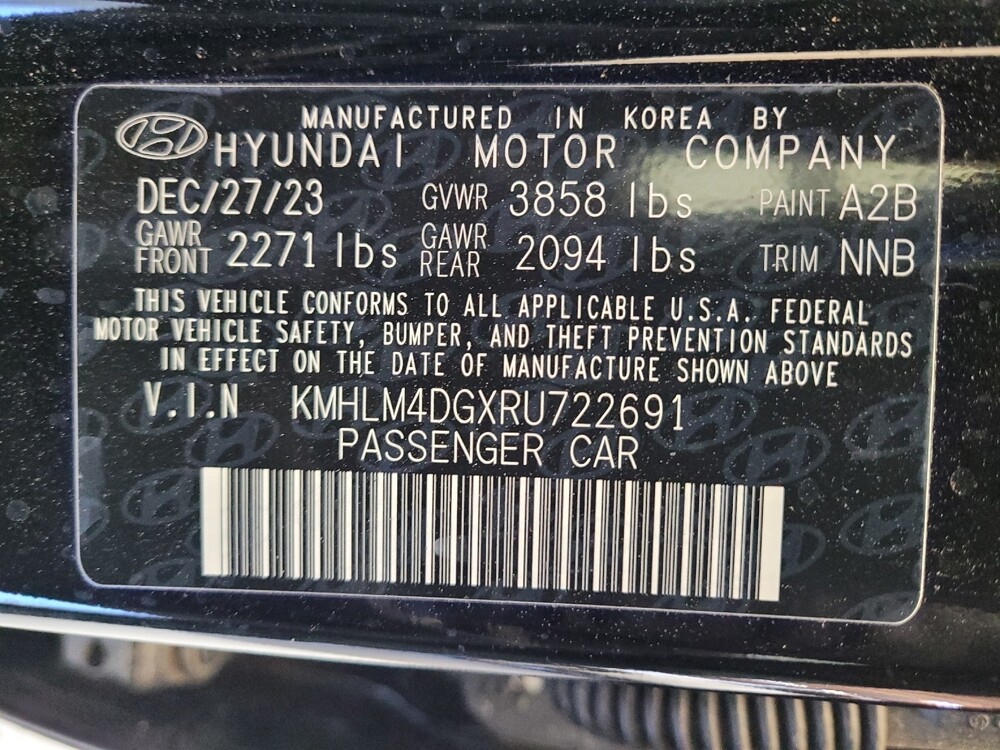 MANUFACTURED IN KOREA BY
HYUNDAI MOTOR COMPANY
DEC/27/23 GVWR 3858 lbs PAINT A2B
GAWR FRONT 2271 lbs GAWR REAR 2094 lbs TRIM NNB
THIS VEHICLE CONFORMS TO ALL APPLICABLE U.S.A. FEDERAL
MOTOR VEHICLE SAFETY, BUMPER, AND THEFT PREVENTION STANDARDS
IN EFFECT ON THE DATE OF MANUFACTURE SHOWN ABOVE
V.I.N KMHLM4DGXRU722691
PASSENGER CAR